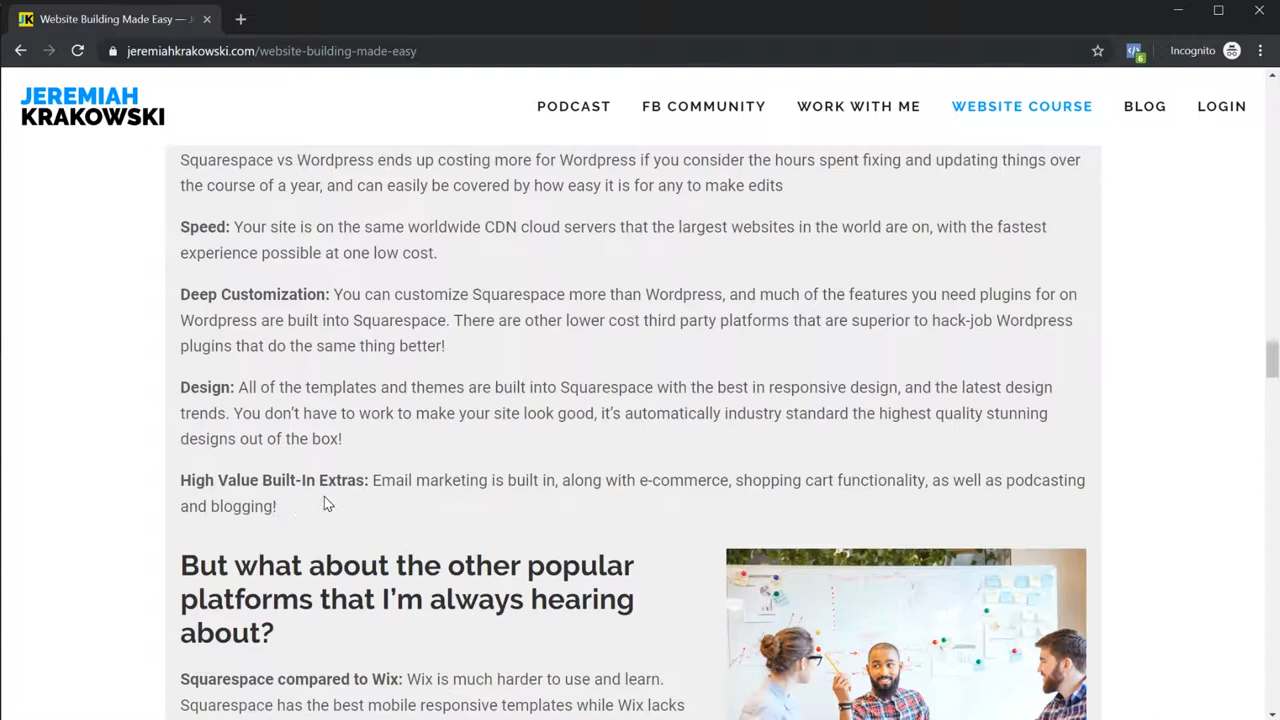 Website Building Made Easy —
jeremiahkrakowski.com/website-building-made-easy
6
Incognito
JEREMIAH
KRAKOWSKI
PODCAST
FB COMMUNITY
WORK WITH ME
WEBSITE COURSE
BLOG
LOGIN
Squarespace vs Wordpress ends up costing more for Wordpress if you consider the hours spent fixing and updating things over
the course of a year, and can easily be covered by how easy it is for any to make edits
Speed: Your site is on the same worldwide CDN cloud servers that the largest websites in the world are on, with the fastest
experience possible at one low cost.
Deep Customization: You can customize Squarespace more than Wordpress, and much of the features you need plugins for on
Wordpress are built into Squarespace. There are other lower cost third party platforms that are superior to hack-job Wordpress
plugins that do the same thing better!
Design: All of the templates and themes are built into Squarespace with the best in responsive design, and the latest design
trends. You don’t have to work to make your site look good, it’s automatically industry standard the highest quality stunning
designs out of the box!
High Value Built-In Extras: Email marketing is built in, along with e-commerce, shopping cart functionality, as well as podcasting
and blogging!
But what about the other popular
platforms that I’m always hearing
about?
Squarespace compared to Wix: Wix is much harder to use and learn.
Squarespace has the best mobile responsive templates while Wix lacks